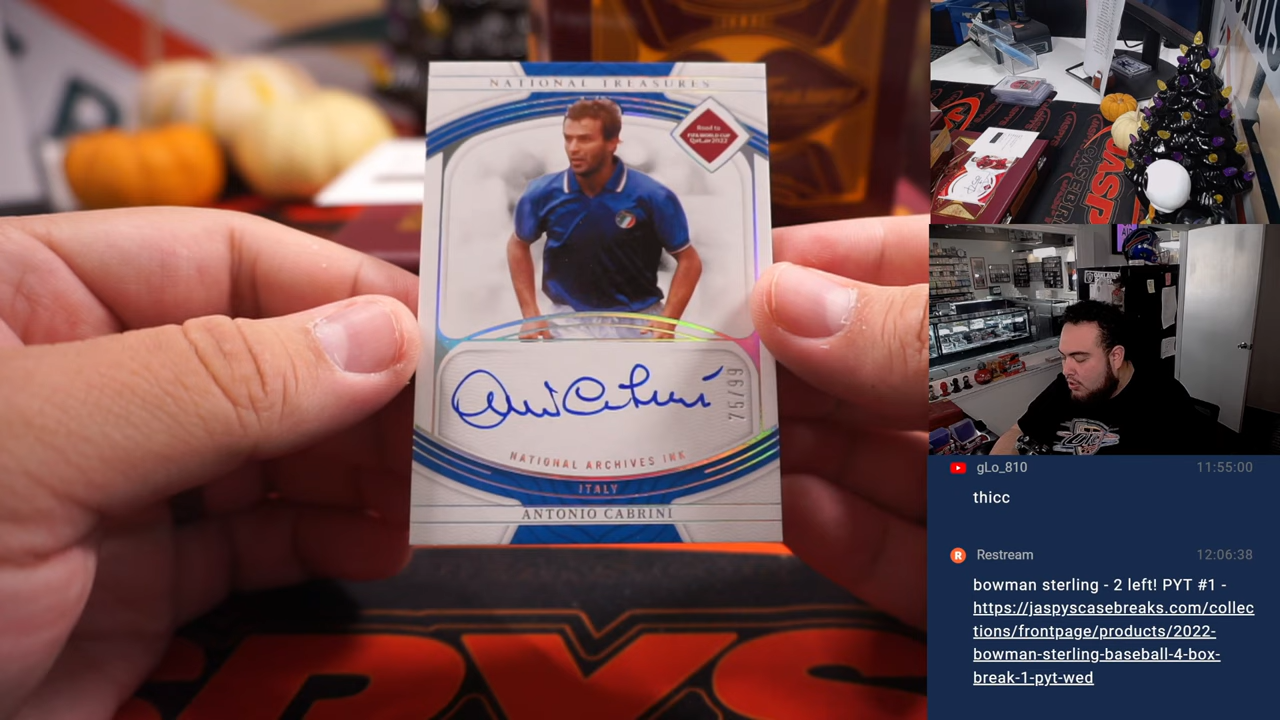 NATIONAL TREASURES
Road to
FIFA WORLD CUP
Qatar 2022
75/99
NATIONAL ARCHIVES INK
ITALY
ANTONIO CABRINI
gLo_810
11:55:00
thicc
Restream
12:06:38
bowman sterling - 2 left! PYT #1 -
https://jaspyscasebreaks.com/collec
tions/frontpage/products/2022-
bowman-sterling-baseball-4-box-
break-1-pyt-wed